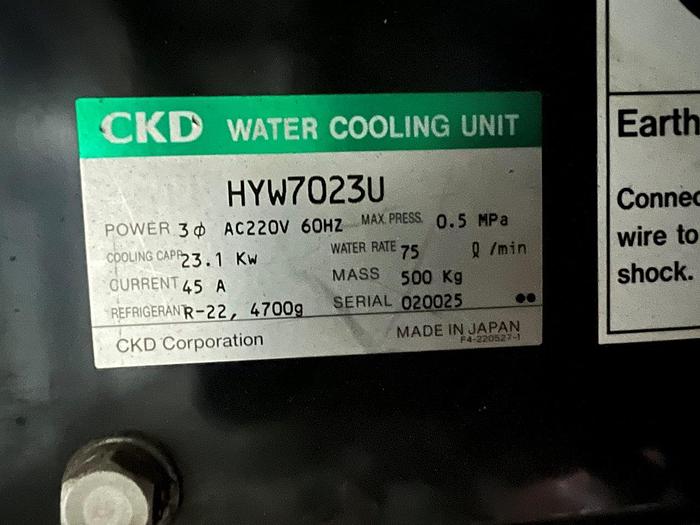 CKD WATER COOLING UNIT
HYW7023U
POWER 3φ AC220V 60HZ MAX.PRESS. 0.5 MPa
COOLING CAPP 23.1 Kw WATER RATE 75 ℓ /min
CURRENT 45 A MASS 500 Kg
REFRIGERANT R-22, 4700g SERIAL 020025
CKD Corporation MADE IN JAPAN
F4-220527-1
Earth
Connec
wire to
shock.